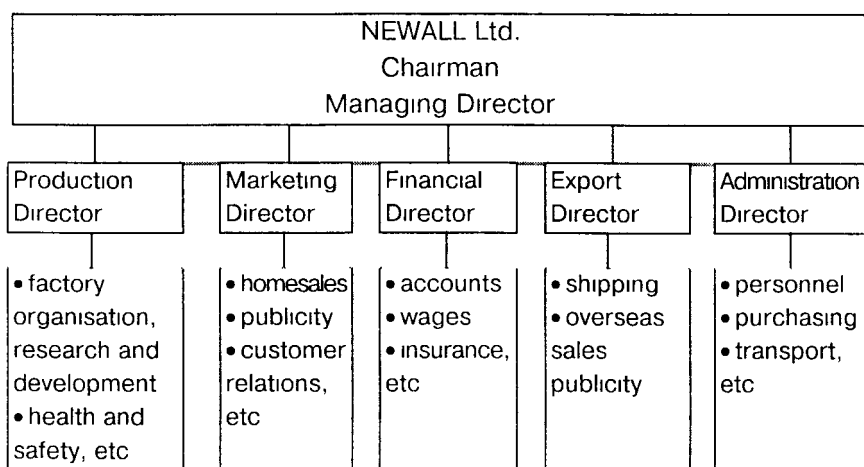 NEWALL Ltd.
Chairman
Managing Director
Production
Director
Marketing
Director
Financial
Director
Export
Director
Administration
Director
• factory
organisation,
research and
development
• health and
safety, etc
• homesales
• publicity
• customer
relations,
etc
• accounts
• wages
• insurance,
etc
• shipping
• overseas
sales
publicity
• personnel
• purchasing
• transport,
etc